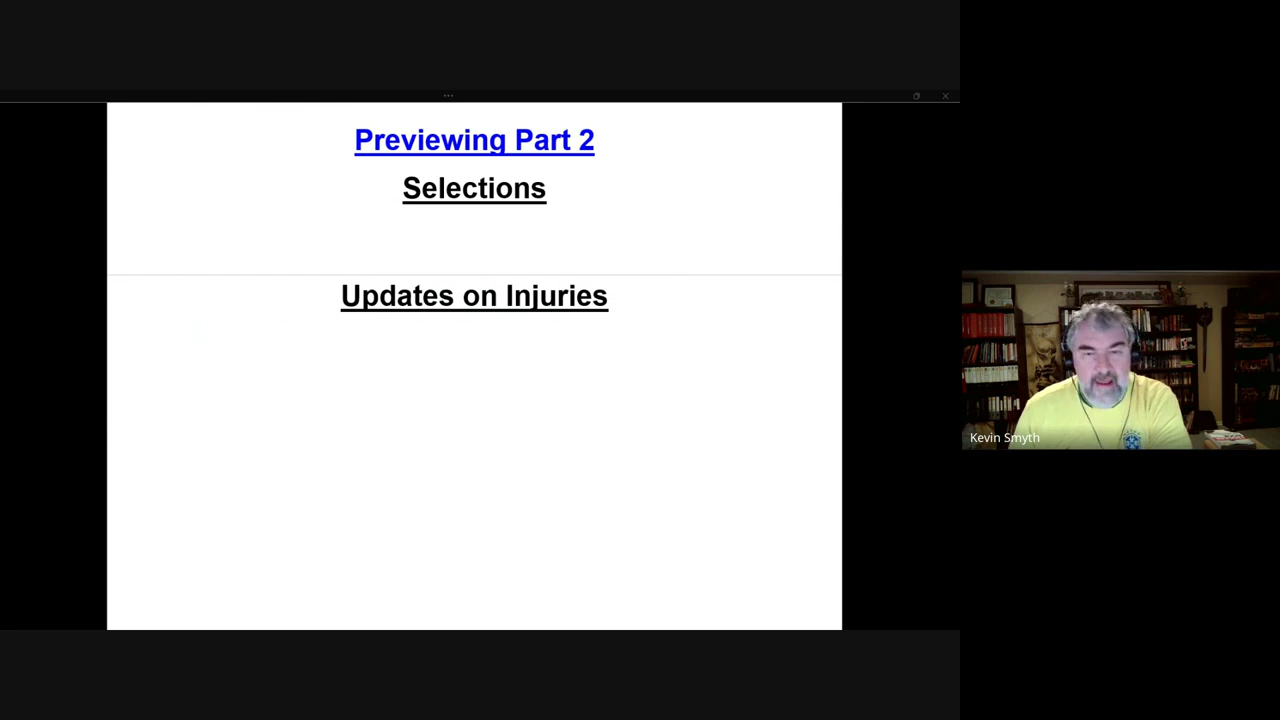 Previewing Part 2
Selections
Updates on Injuries
Kevin Smyth